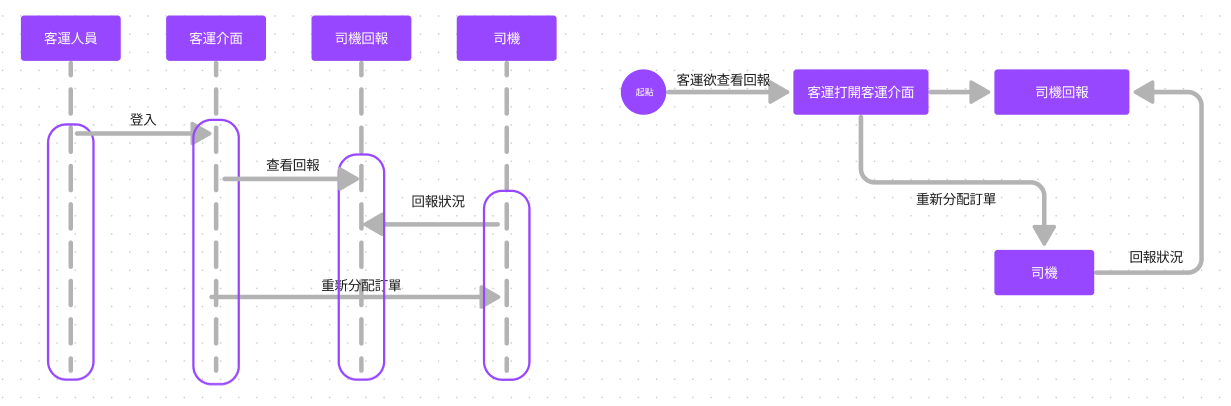 客運人員
客運介面
司機回報
司機
登入
查看回報
回報狀況
重新分配訂單
起點
客運欲查看回報
客運打開客運介面
司機回報
重新分配訂單
司機
回報狀況